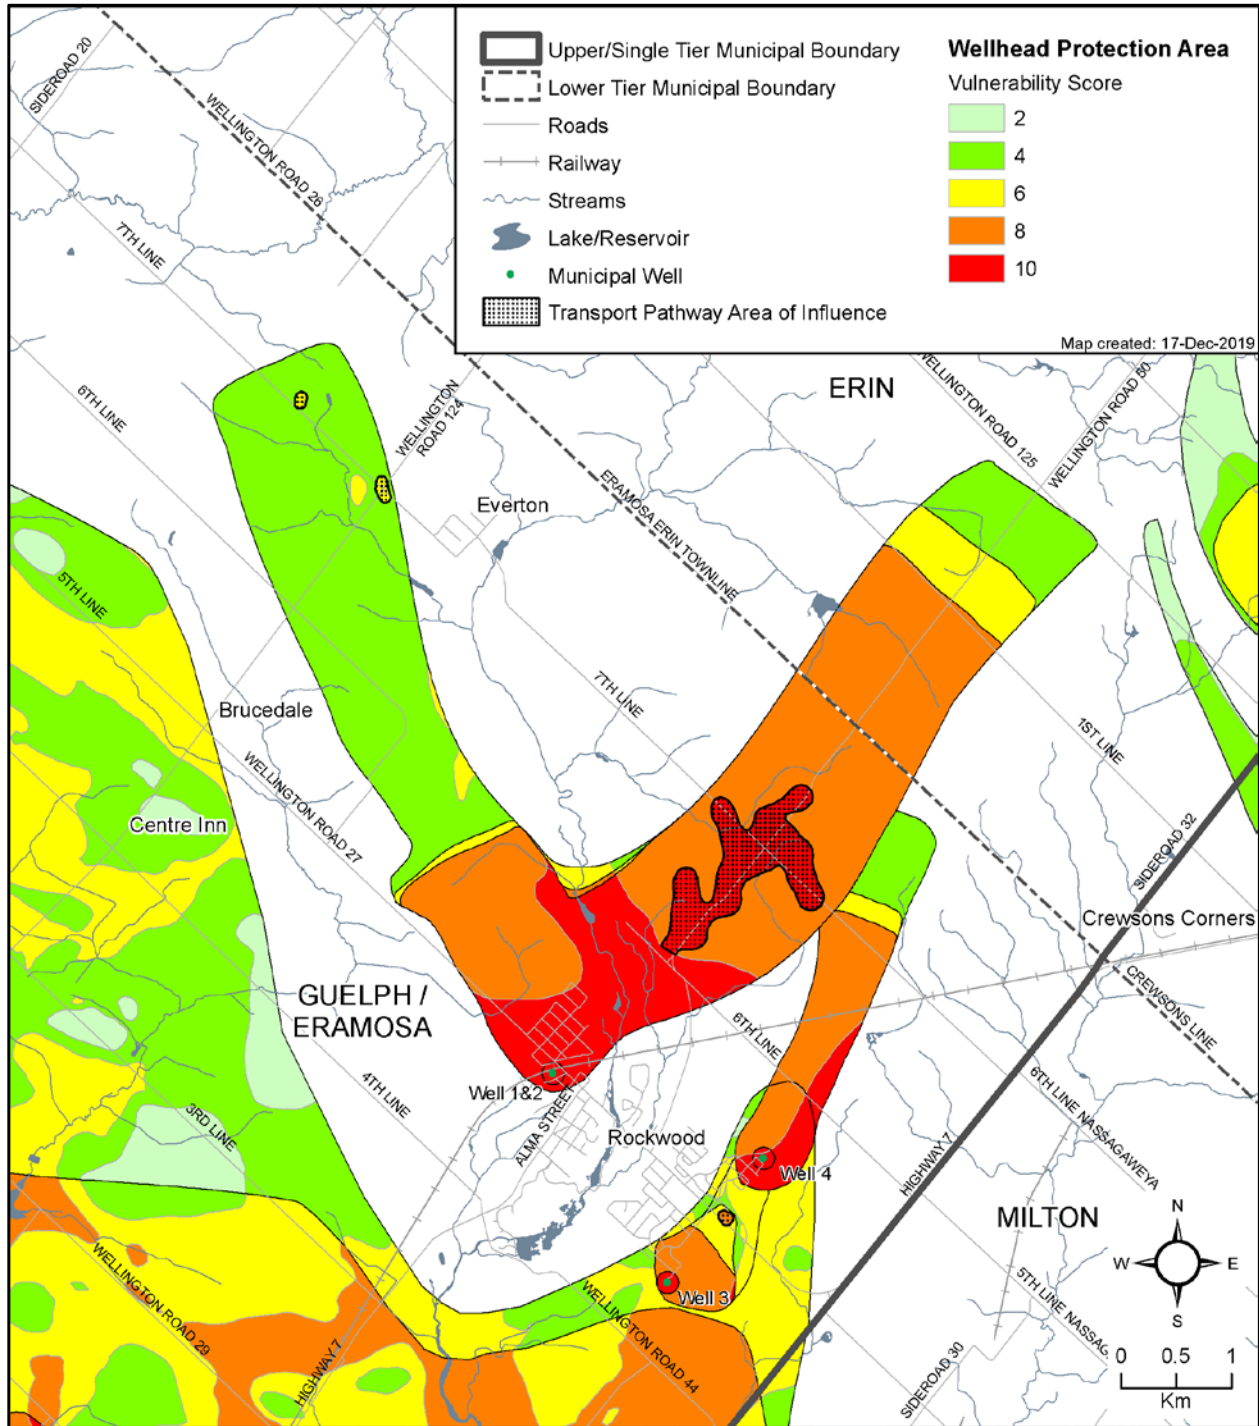 Upper/Single Tier Municipal Boundary
Lower Tier Municipal Boundary
Roads
Railway
Streams
Lake/Reservoir
Municipal Well
Transport Pathway Area of Influence
Wellhead Protection Area
Vulnerability Score
2
4
6
8
10
Map created: 17-Dec-2019
SIDEROAD 20
WELLINGTON ROAD 26
7TH LINE
6TH LINE
WELLINGTON
ROAD 124
ERIN
WELLINGTON ROAD 125
WELLINGTON ROAD 50
Everton
ERAMOSA ERIN TOWNLINE
5TH LINE
Brucedale
7TH LINE
1ST LINE
WELLINGTON ROAD 27
Centre Inn
SIDEROAD 32
Crewsons Corners
CREWSONS LINE
GUELPH /
ERAMOSA
6TH LINE
4TH LINE
3RD LINE
Well 1&2
ALMA STREET
Rockwood
Well 4
6TH LINE NASSAGAWEYA
HIGHWAY 7
MILTON
N
W
E
S
5TH LINE NASSAG
Well 3
WELLINGTON ROAD 29
WELLINGTON ROAD 44
HIGHWAY 7
SIDEROAD 30
0 0.5 1
Km